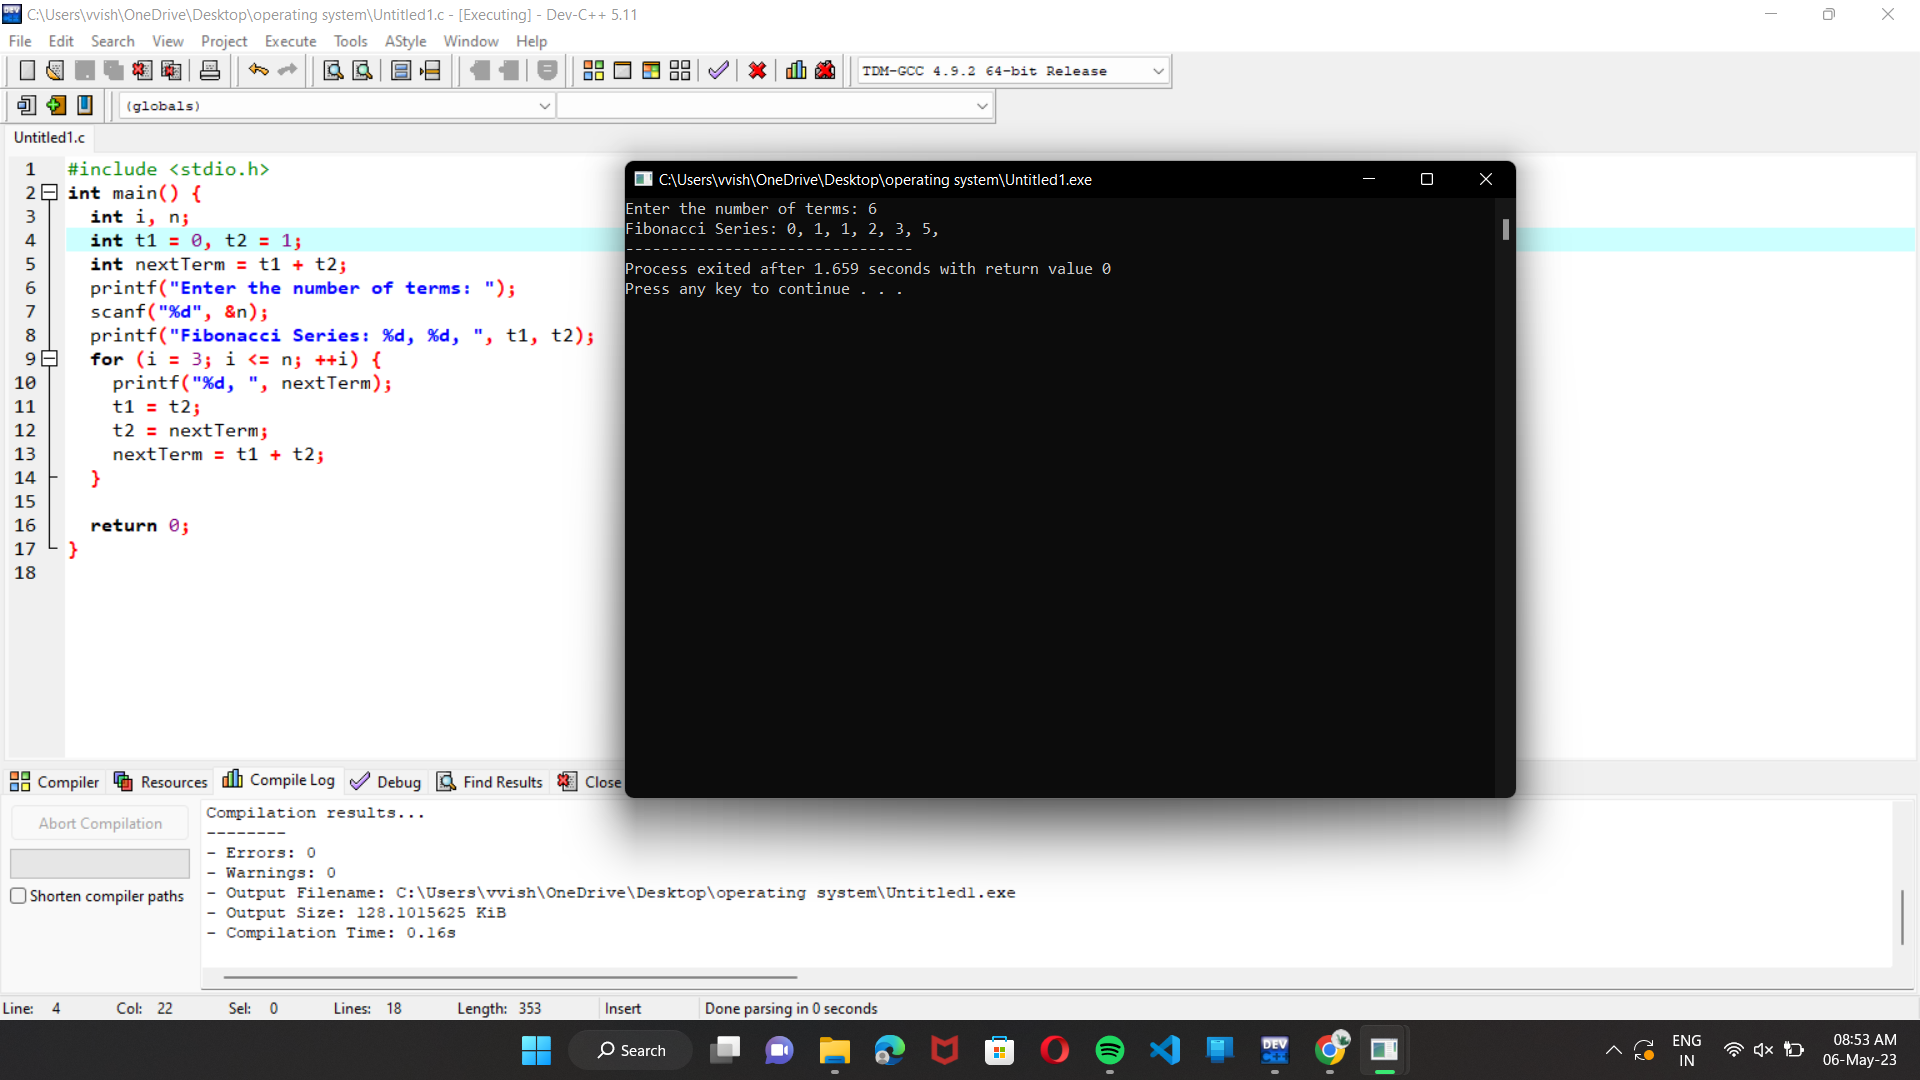 C:\Users\vvish\OneDrive\Desktop\operating system\Untitled1.c - [Executing] - Dev-C++ 5.11
File Edit Search View Project Execute Tools AStyle Window Help
TDM-GCC 4.9.2 64-bit Release
(globals)
Untitled1.c
1 #include <stdio.h>
2 int main() {
3 int i, n;
4 int t1 = 0, t2 = 1;
5 int nextTerm = t1 + t2;
6 printf("Enter the number of terms: ");
7 scanf("%d", &n);
8 printf("Fibonacci Series: %d, %d, ", t1, t2);
9 for (i = 3; i <= n; ++i) {
10 printf("%d, ", nextTerm);
11 t1 = t2;
12 t2 = nextTerm;
13 nextTerm = t1 + t2;
14 }
15
16 return 0;
17 }
18
C:\Users\vvish\OneDrive\Desktop\operating system\Untitled1.exe
Enter the number of terms: 6
Fibonacci Series: 0, 1, 1, 2, 3, 5,
--------------------------------
Process exited after 1.659 seconds with return value 0
Press any key to continue . . .
Compiler Resources Compile Log Debug Find Results Close
Abort Compilation
Shorten compiler paths
Compilation results...
--------
- Errors: 0
- Warnings: 0
- Output Filename: C:\Users\vvish\OneDrive\Desktop\operating system\Untitled1.exe
- Output Size: 128.1015625 KiB
- Compilation Time: 0.16s
Line: 4 Col: 22 Sel: 0 Lines: 18 Length: 353 Insert Done parsing in 0 seconds
Search
DEV
C++
ENG
IN
08:53 AM
06-May-23